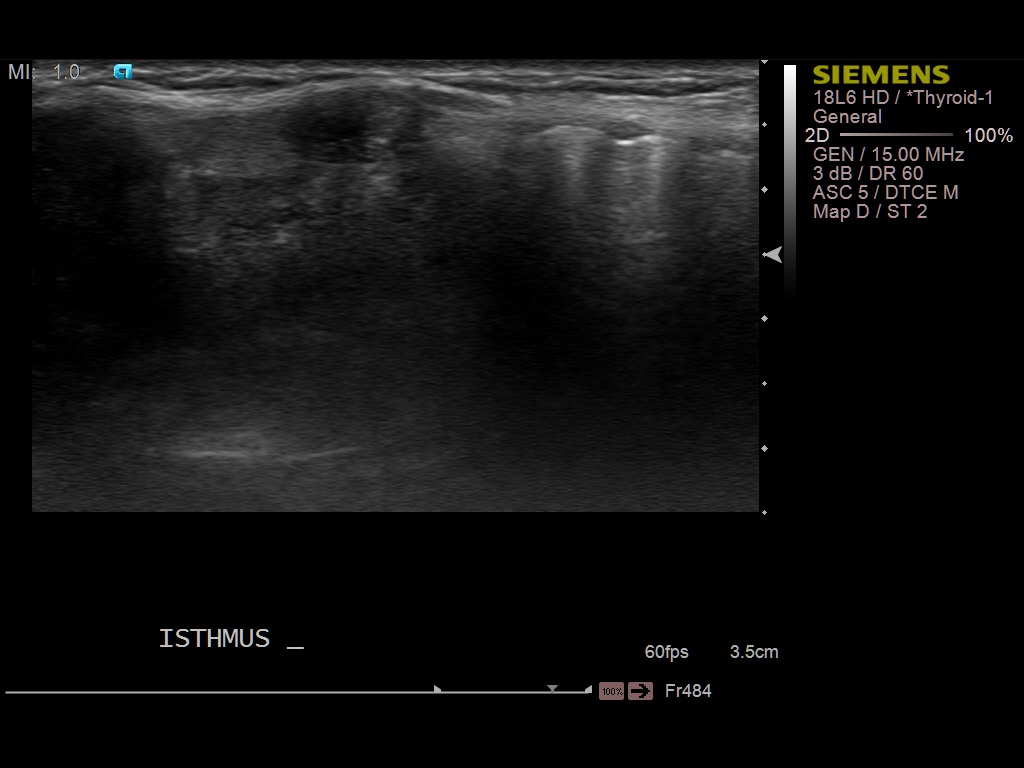 MI: 1.0
SIEMENS
18L6 HD / *Thyroid-1
General
2D 100%
GEN / 15.00 MHz
3 dB / DR 60
ASC 5 / DTCE M
Map D / ST 2
ISTHMUS _
60fps 3.5cm
100% Fr484